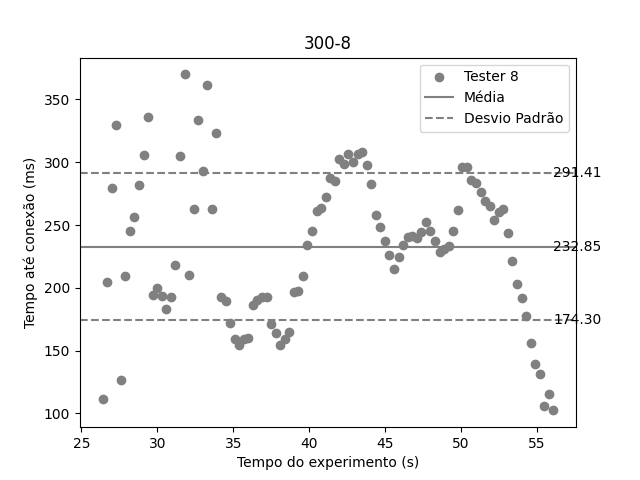 300-8
Tester 8
Média
Desvio Padrão
350
300
250
200
150
100
291.41
232.85
174.30
Tempo até conexão (ms)
25 30 35 40 45 50 55
Tempo do experimento (s)